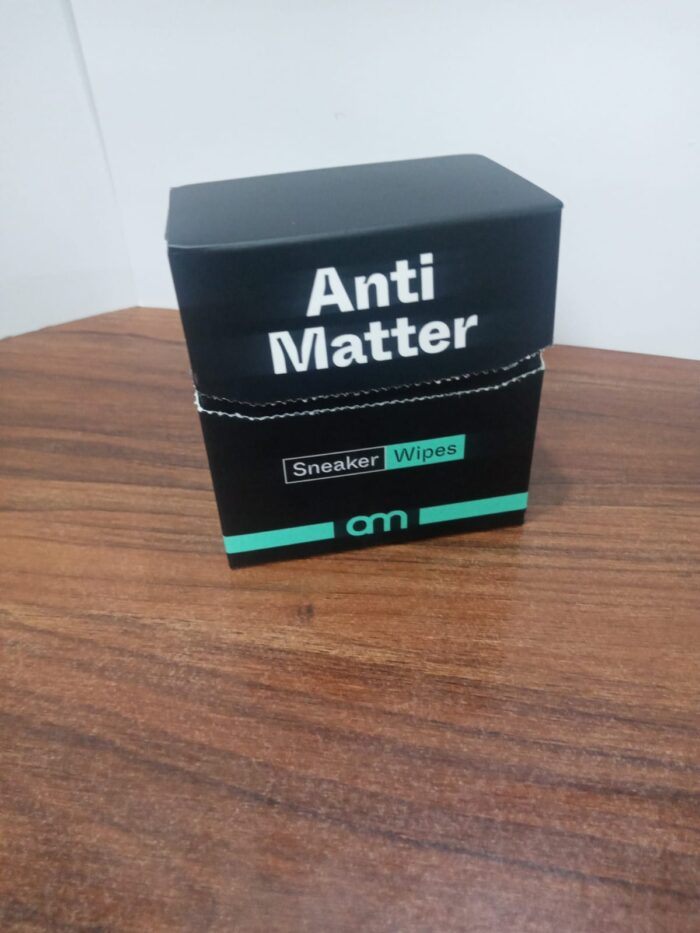 Anti
Matter
Sneaker Wipes
am